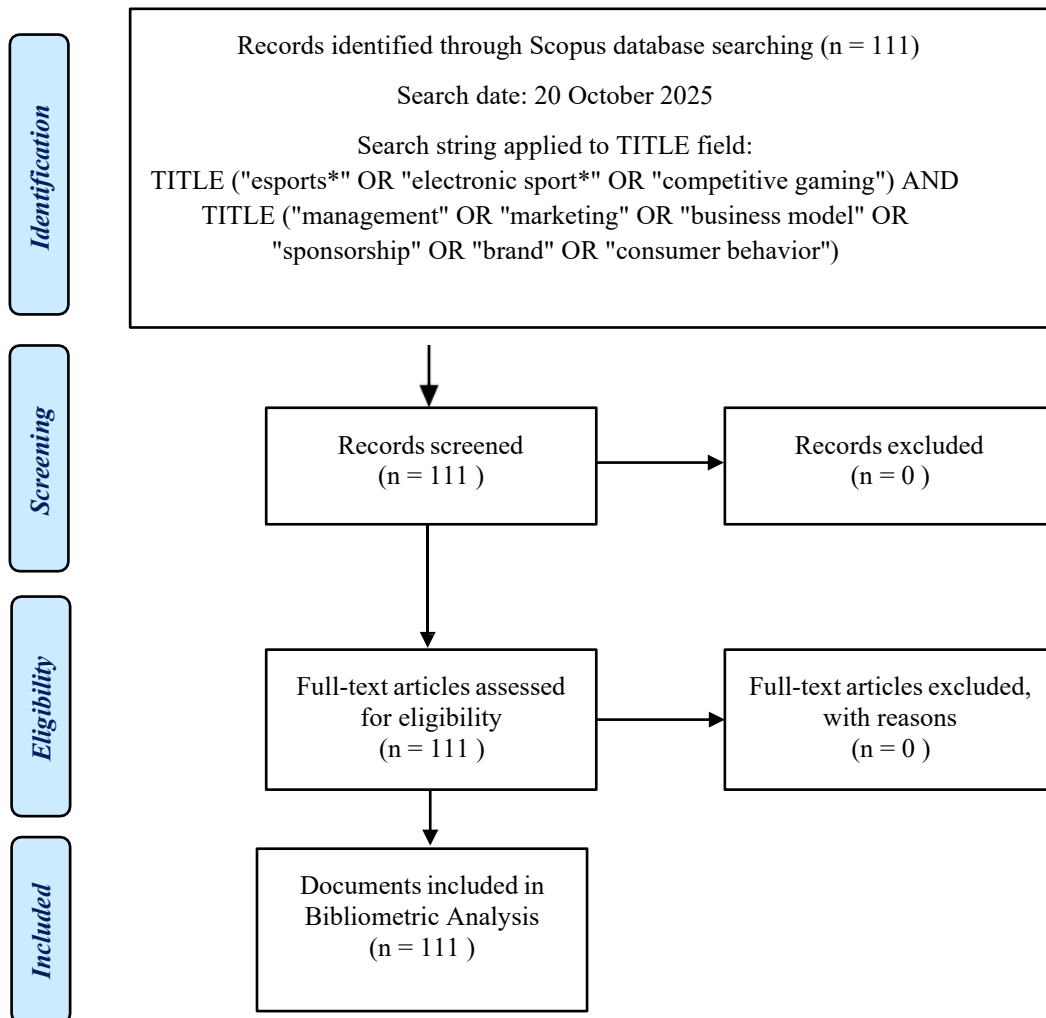 Identification
Records identified through Scopus database searching (n = 111)
Search date: 20 October 2025
Search string applied to TITLE field:
TITLE ("esports*" OR "electronic sport*" OR "competitive gaming") AND
TITLE ("management" OR "marketing" OR "business model" OR
"sponsorship" OR "brand" OR "consumer behavior")
Screening
Records screened
(n = 111 )
Records excluded
(n = 0 )
Eligibility
Full-text articles assessed
for eligibility
(n = 111 )
Full-text articles excluded,
with reasons
(n = 0 )
Included
Documents included in
Bibliometric Analysis
(n = 111 )